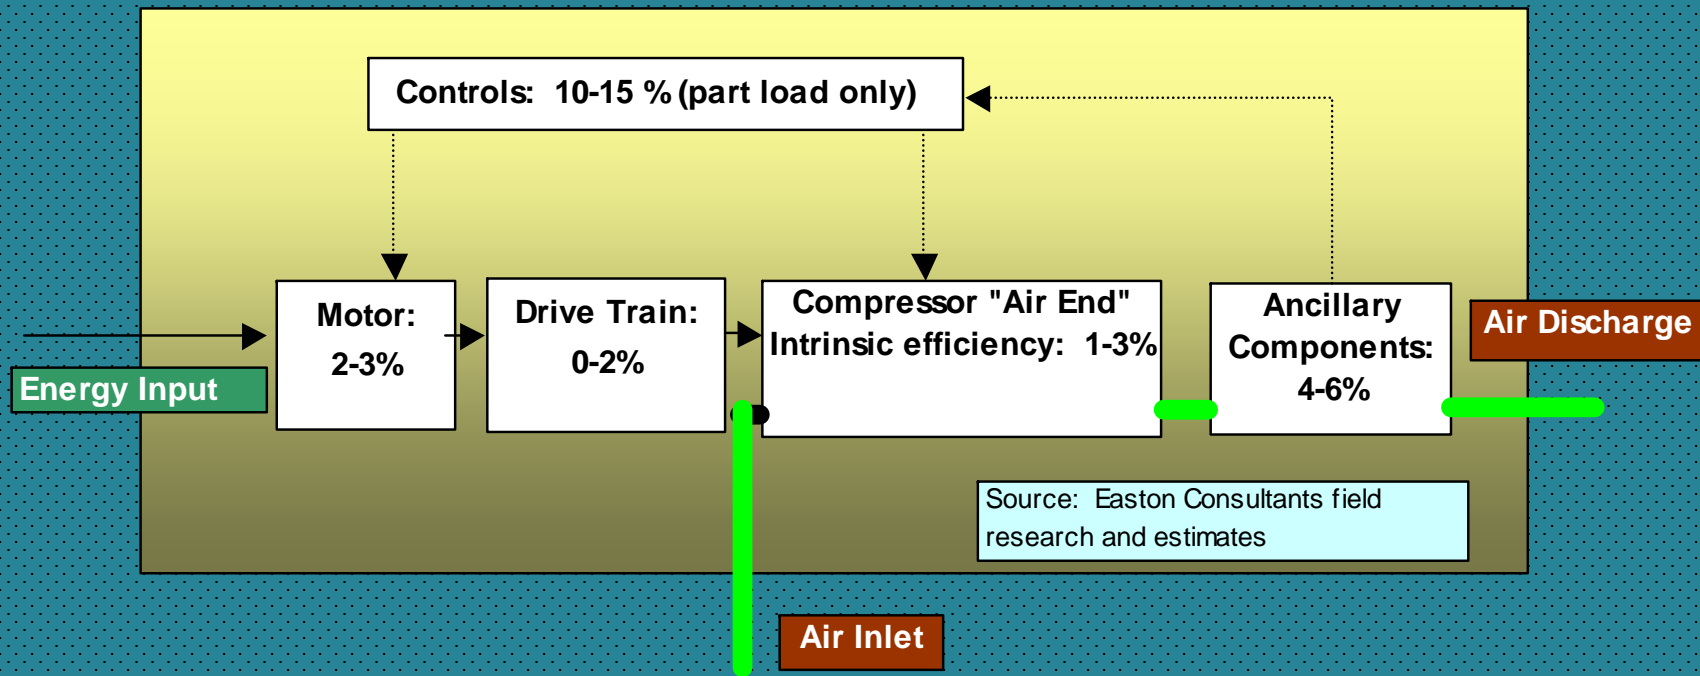 Controls: 10-15 % (part load only)
Motor:
2-3%
Drive Train:
0-2%
Compressor "Air End"
Intrinsic efficiency: 1-3%
Ancillary
Components:
4-6%
Air Discharge
Energy Input
Source: Easton Consultants field
research and estimates
Air Inlet